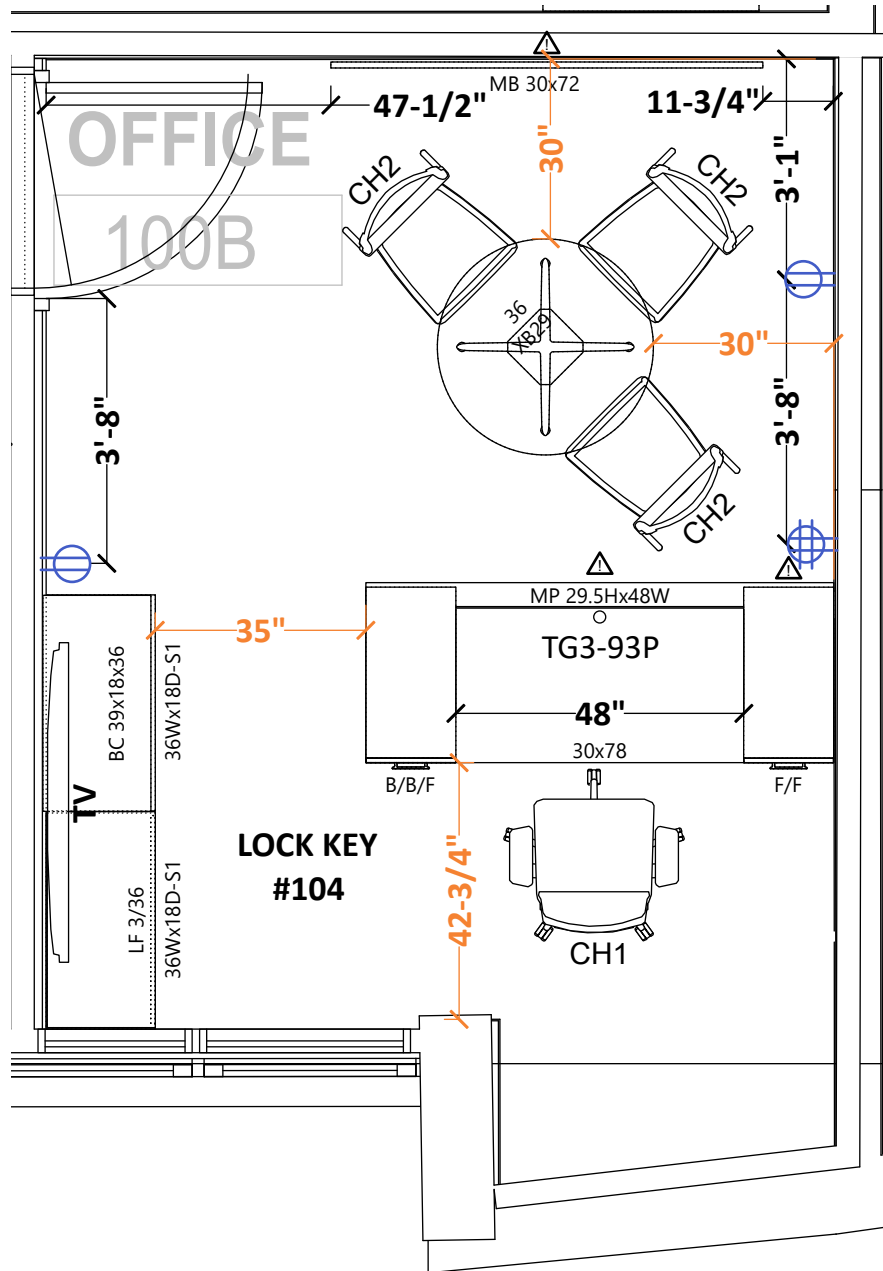 MB 30x72
47-1/2"
11-3/4"
OFFICE
100B
30"
3'-1"
CH2
CH2
36
XB29
30"
3'-8"
3'-8"
CH2
MP 29.5Hx48W
TG3-93P
35"
48"
30x78
BC 39x18x36
36Wx18D-S1
TV
B/B/F
F/F
LOCK KEY
#104
42-3/4"
LF 3/36
36Wx18D-S1
CH1
!
!
!